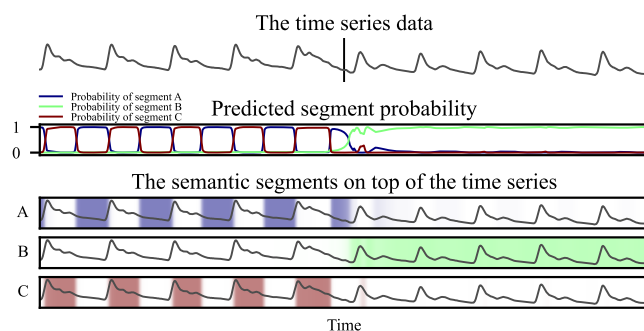 The time series data
Probability of segment A
Probability of segment B
Probability of segment C
Predicted segment probability
1
0
The semantic segments on top of the time series
A
B
C
Time